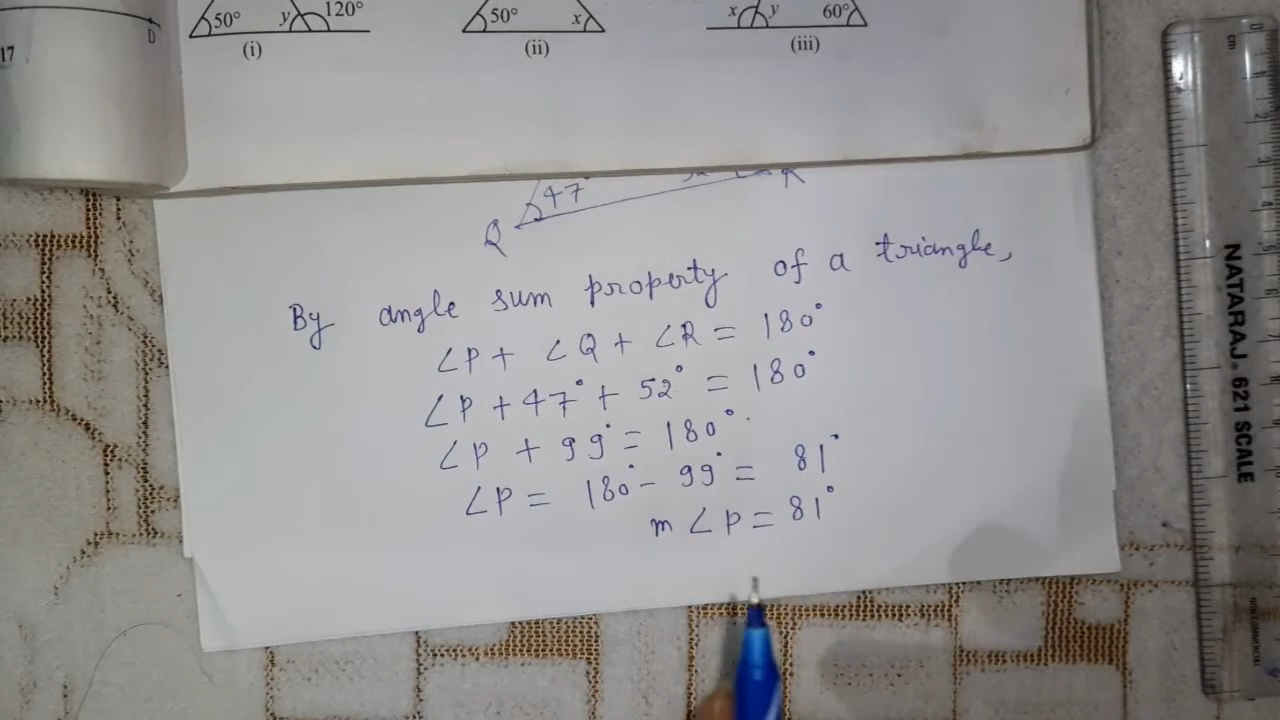 50° y 120° 50° x x y 60°
(i) (ii) (iii)
17
D
47°
Q R
By angle sum property of a triangle,
∠P + ∠Q + ∠R = 180°
∠P + 47° + 52° = 180°
∠P + 99° = 180°
∠P = 180° - 99° = 81°
m∠P = 81°
cm
NATARAJ 621 SCALE